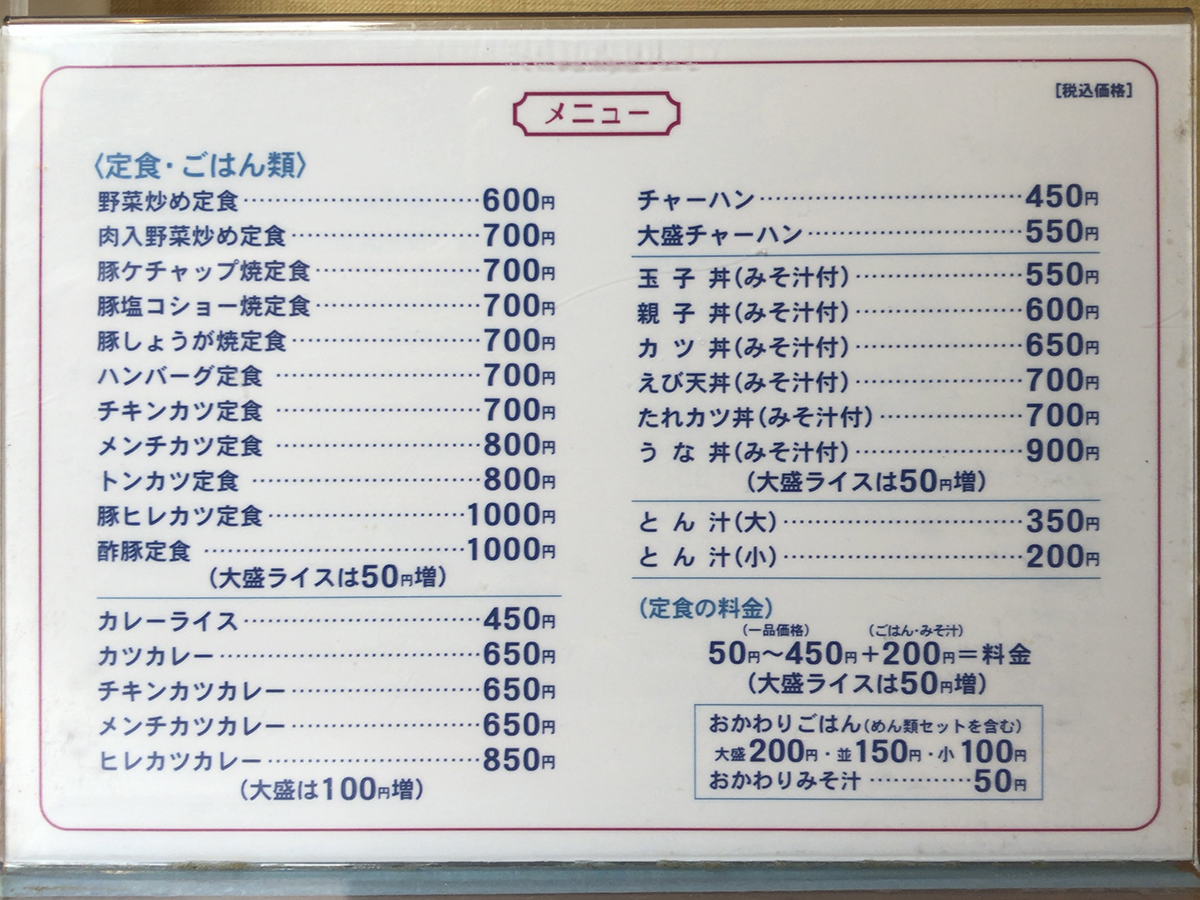 メニュー
[税込価格]
〈定食・ごはん類〉
野菜炒め定食……600円
肉入野菜炒め定食……700円
豚ケチャップ焼定食……700円
豚塩コショー焼定食……700円
豚しょうが焼定食……700円
ハンバーグ定食……700円
チキンカツ定食……700円
メンチカツ定食……800円
トンカツ定食……800円
豚ヒレカツ定食……1000円
酢豚定食……1000円
(大盛ライスは50円増)
カレーライス……450円
カツカレー……650円
チキンカツカレー……650円
メンチカツカレー……650円
ヒレカツカレー……850円
(大盛は100円増)
チャーハン……450円
大盛チャーハン……550円
玉子丼(みそ汁付)……550円
親子丼(みそ汁付)……600円
カツ丼(みそ汁付)……650円
えび天丼(みそ汁付)……700円
たれカツ丼(みそ汁付)……700円
うな丼(みそ汁付)……900円
(大盛ライスは50円増)
とん汁(大)……350円
とん汁(小)……200円
(定食の料金)
(一品価格) (ごはん・みそ汁)
50円〜450円+200円=料金
(大盛ライスは50円増)
おかわりごはん(めん類セットを含む)
大盛200円・並150円・小100円
おかわりみそ汁……50円